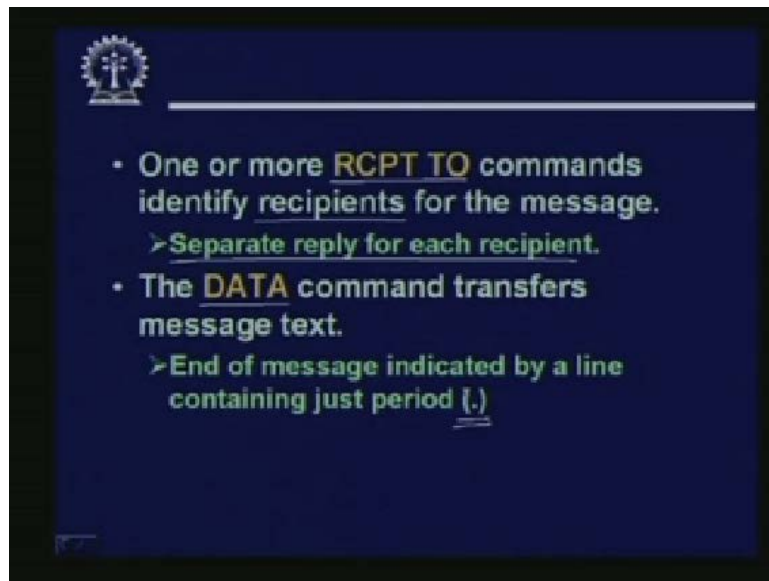 • One or more RCPT TO commands
identify recipients for the message.
➢Separate reply for each recipient.
• The DATA command transfers
message text.
➢End of message indicated by a line
containing just period (.)